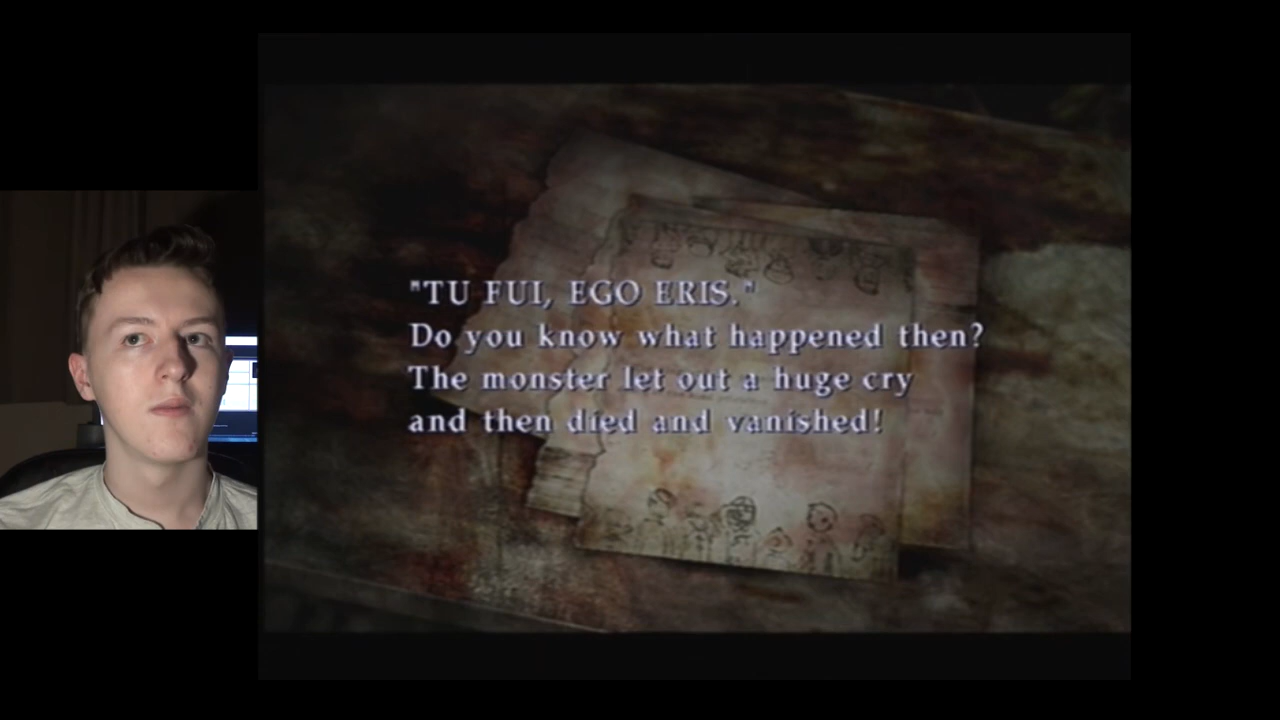 "TU FUI, EGO ERIS."
Do you know what happened then?
The monster let out a huge cry
and then died and vanished!